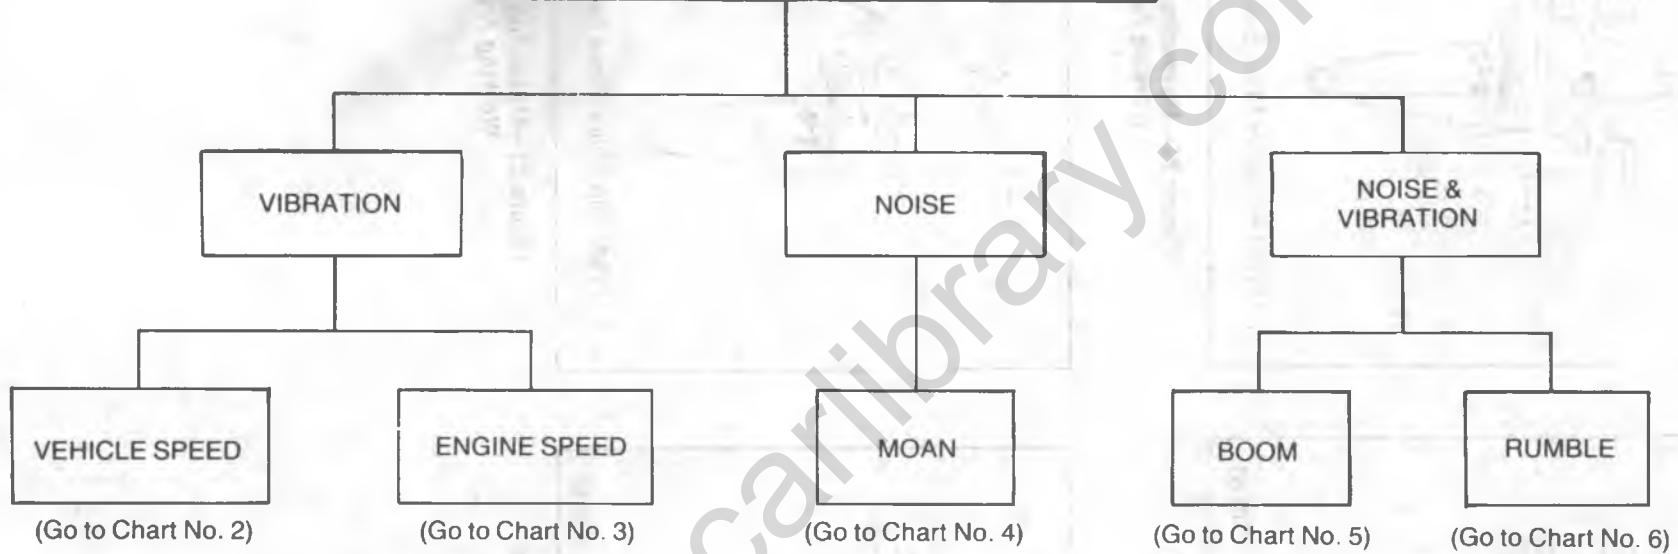 VIBRATION
NOISE
NOISE &
VIBRATION
VEHICLE SPEED
ENGINE SPEED
MOAN
BOOM
RUMBLE
(Go to Chart No. 2)
(Go to Chart No. 3)
(Go to Chart No. 4)
(Go to Chart No. 5)
(Go to Chart No. 6)
carlibrary.com